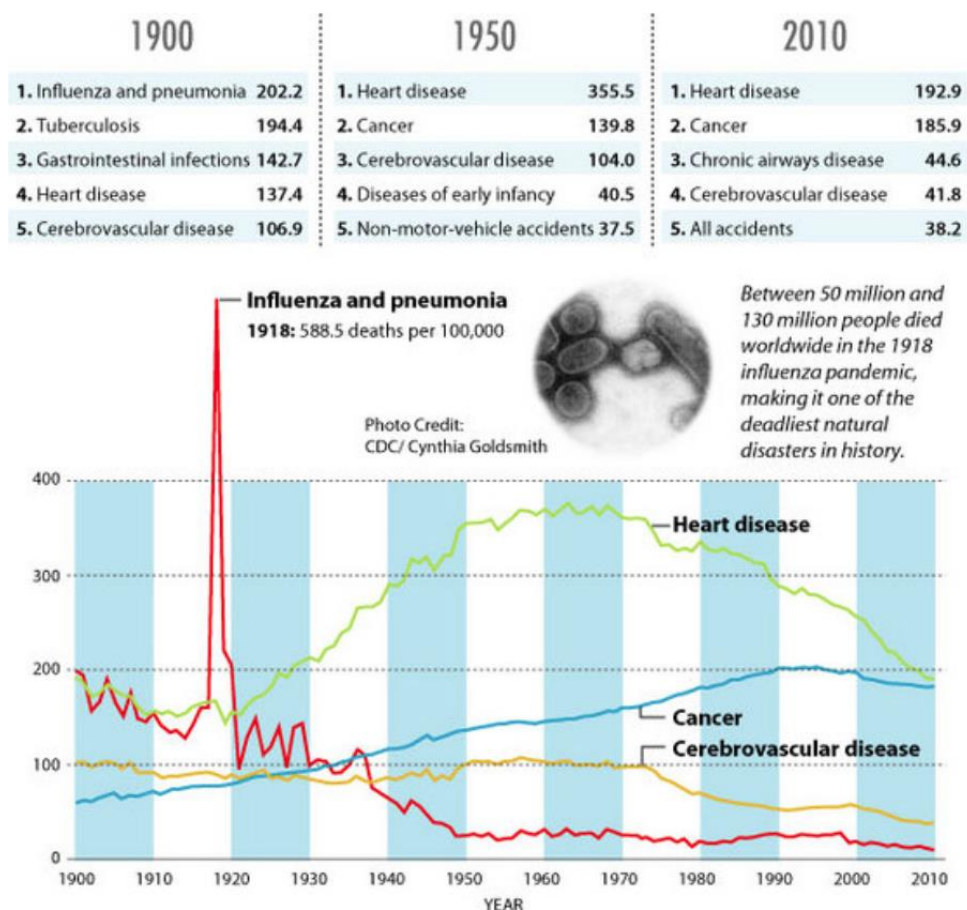 1900
1. Influenza and pneumonia 202.2
2. Tuberculosis 194.4
3. Gastrointestinal infections 142.7
4. Heart disease 137.4
5. Cerebrovascular disease 106.9
1950
1. Heart disease 355.5
2. Cancer 139.8
3. Cerebrovascular disease 104.0
4. Diseases of early infancy 40.5
5. Non-motor-vehicle accidents 37.5
2010
1. Heart disease 192.9
2. Cancer 185.9
3. Chronic airways disease 44.6
4. Cerebrovascular disease 41.8
5. All accidents 38.2
Influenza and pneumonia
1918: 588.5 deaths per 100,000
Photo Credit:
CDC/ Cynthia Goldsmith
Between 50 million and
130 million people died
worldwide in the 1918
influenza pandemic,
making it one of the
deadliest natural
disasters in history.
400
300
200
100
0
Heart disease
Cancer
Cerebrovascular disease
1900 1910 1920 1930 1940 1950 1960 1970 1980 1990 2000 2010
YEAR